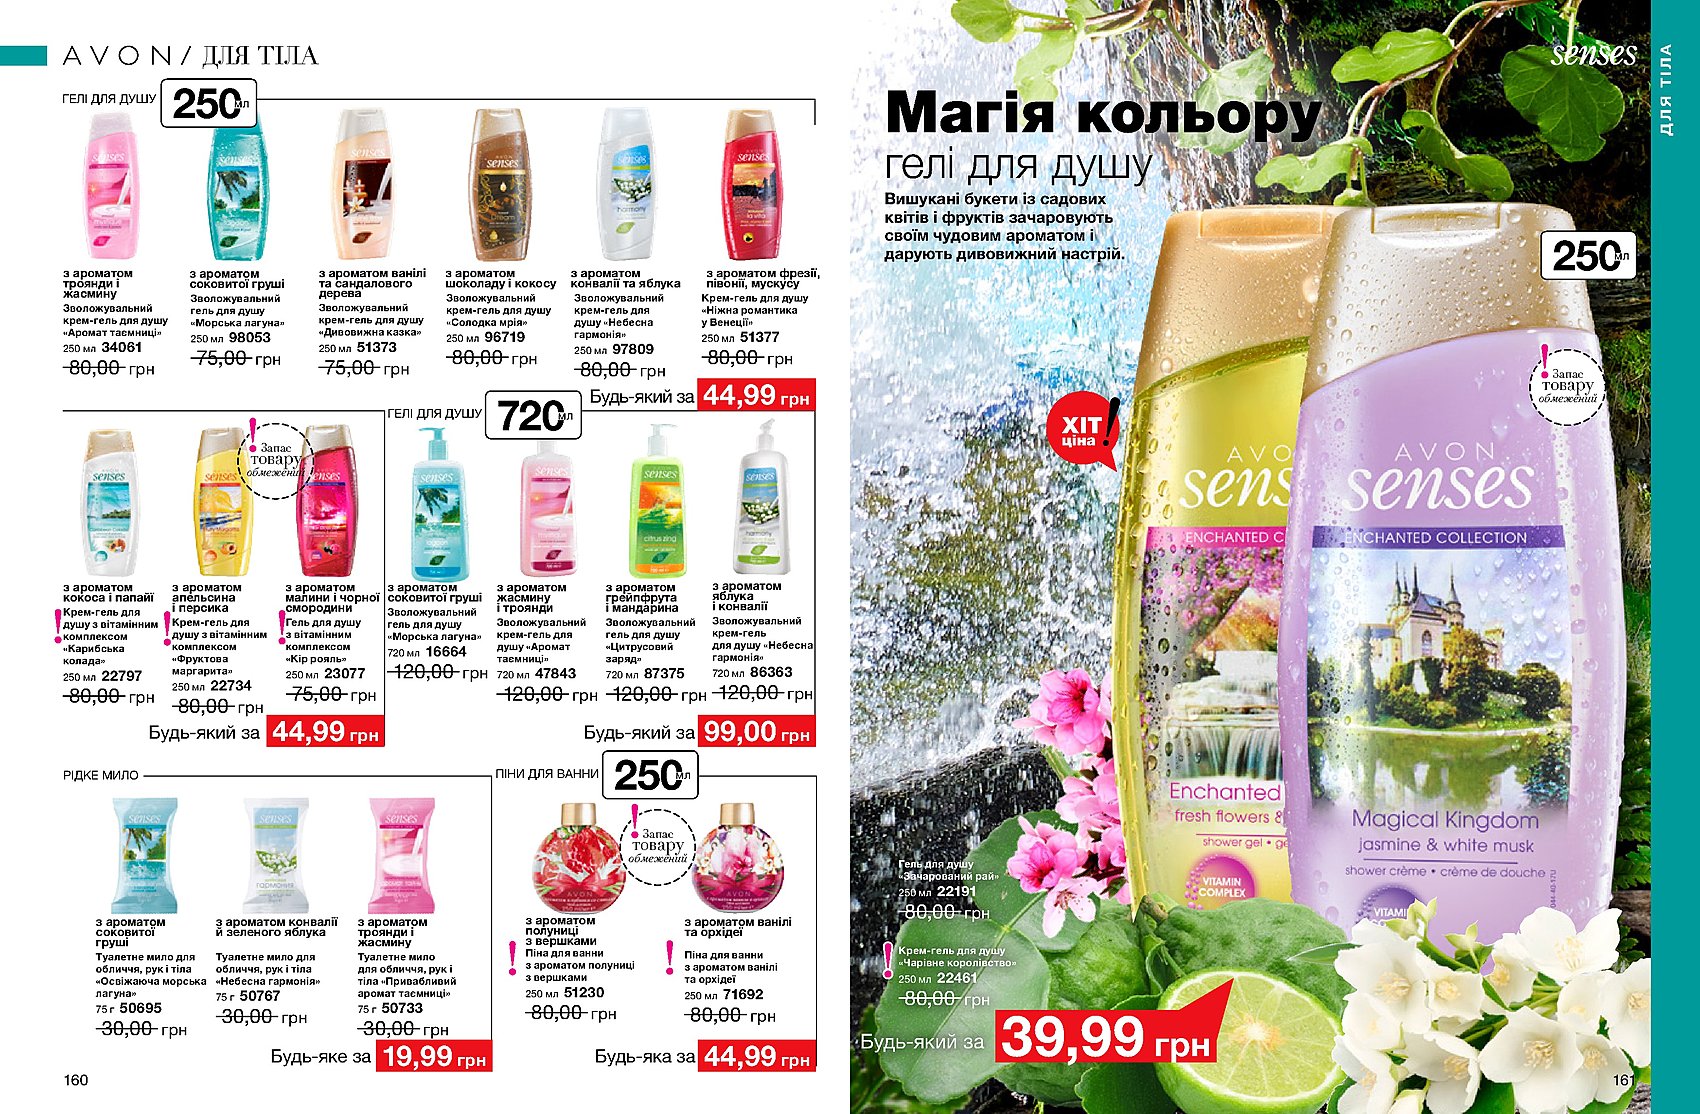 AVON/ ДЛЯ ТІЛА
ГЕЛІ ДЛЯ ДУШУ
250мл
з ароматом
троянди і
жасмину
Зволожувальний
крем-гель для душу
«Аромат таємниці»
250 мл 34061
80,00 грн
з ароматом
соковитої груші
Зволожувальний
гель для душу
«Морська лагуна»
250 мл 98053
75,00 грн
з ароматом ванілі
та сандалового
дерева
Зволожувальний
крем-гель для душу
«Дивовижна казка»
250 мл 51373
75,00 грн
з ароматом
шоколаду і кокосу
Зволожувальний
крем-гель для душу
«Солодка мрія»
250 мл 96719
80,00 грн
з ароматом
конвалії та яблука
Зволожувальний
крем-гель для
душу «Небесна
гармонія»
250 мл 97809
80,00 грн
з ароматом фрезії,
півонії, мускусу
Крем-гель для душу
«Ніжна романтика
у Венеції»
250 мл 51377
80,00 грн
Будь-який за 44,99 грн
! Запас
товару
обмежений
з ароматом
кокоса і папайї
Крем-гель для
душу з вітамінним
комплексом
«Карибська
колада»
250 мл 22797
80,00 грн
з ароматом
апельсина
і персика
Крем-гель для
душу з вітамінним
комплексом
«Фруктова
маргарита»
250 мл 22734
80,00 грн
з ароматом
малини і чорної
смородини
Гель для душу
з вітамінним
комплексом
«Кір рояль»
250 мл 23077
75,00 грн
Будь-який за 44,99 грн
ГЕЛІ ДЛЯ ДУШУ
720мл
з ароматом
соковитої груші
Зволожувальний
гель для душу
«Морська лагуна»
720 мл 16664
120,00 грн
з ароматом
жасмину
і троянди
Зволожувальний
крем-гель для
душу «Аромат
таємниці»
720 мл 47843
120,00 грн
з ароматом
грейпфрута
і мандарина
Зволожувальний
гель для душу
«Цитрусовий
заряд»
720 мл 87375
120,00 грн
з ароматом
яблука
і конвалії
Зволожувальний
крем-гель
для душу «Небесна
гармонія»
720 мл 86363
120,00 грн
Будь-який за 99,00 грн
РІДКЕ МИЛО
з ароматом
соковитої
груші
Туалетне мило для
обличчя, рук і тіла
«Освіжаюча морська
лагуна»
75 г 50695
30,00 грн
з ароматом конвалії
й зеленого яблука
Туалетне мило для
обличчя, рук і тіла
«Небесна гармонія»
75 г 50767
30,00 грн
з ароматом
троянди і
жасмину
Туалетне мило
для обличчя, рук і
тіла «Привабливий
аромат таємниці»
75 г 50733
30,00 грн
Будь-яке за 19,99 грн
ПІНИ ДЛЯ ВАННИ
250мл
! Запас
товару
обмежений
з ароматом
полуниці
з вершками
Піна для ванни
з ароматом полуниці
з вершками
250 мл 51230
80,00 грн
з ароматом ванілі
та орхідеї
Піна для ванни
з ароматом ванілі
та орхідеї
250 мл 71692
80,00 грн
Будь-яка за 44,99 грн
160
senses
ДЛЯ ТІЛА
Магія кольору
гелі для душу
Вишукані букети із садових
квітів і фруктів зачаровують
своїм чудовим ароматом і
дарують дивовижний настрій.
250мл
! Запас
товару
обмежений
ХІТ
ціна!
AVO
sens
ENCHANTED C
Enchanted
fresh flowers &
shower gel • ge
VITAMIN
COMPLEX
AVON
senses
ENCHANTED COLLECTION
Magical Kingdom
jasmine & white musk
shower crème • crème de douche
VITAMI
Гель для душу
«Зачарований рай»
250 мл 22191
80,00 грн
Крем-гель для душу
«Чарівне королівство»
250 мл 22461
80,00 грн
Будь-який за 39,99 грн
161